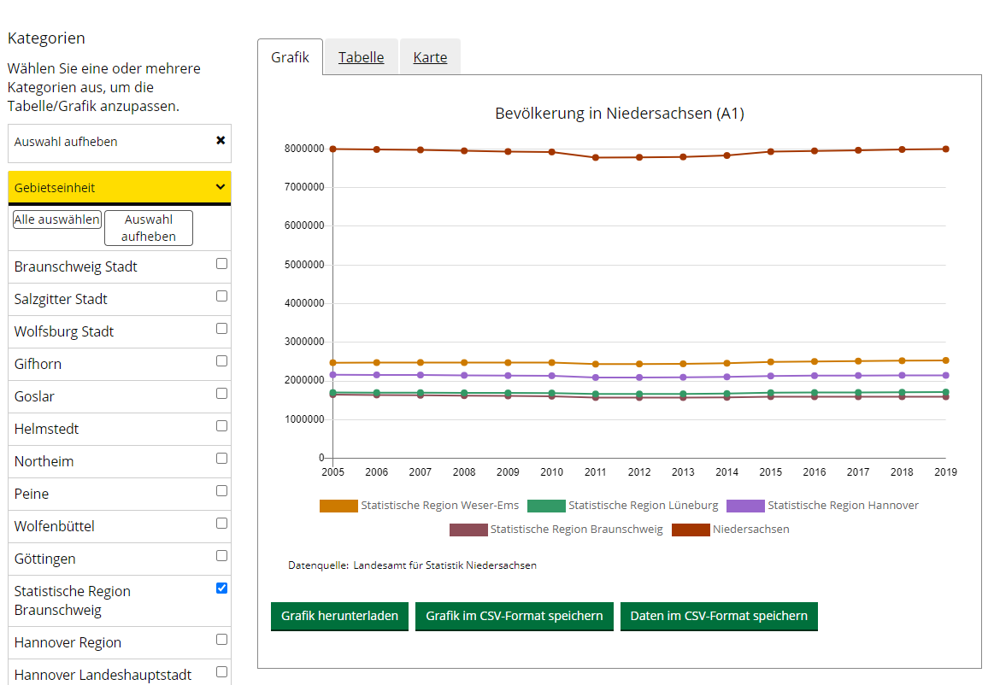 Kategorien
Wählen Sie eine oder mehrere
Kategorien aus, um die
Tabelle/Grafik anzupassen.
Auswahl aufheben ✖
Gebietseinheit
Alle auswählen
Auswahl
aufheben
Braunschweig Stadt
Salzgitter Stadt
Wolfsburg Stadt
Gifhorn
Goslar
Helmstedt
Northeim
Peine
Wolfenbüttel
Göttingen
Statistische Region
Braunschweig
Hannover Region
Hannover Landeshauptstadt
Grafik Tabelle Karte
Bevölkerung in Niedersachsen (A1)
8000000
7000000
6000000
5000000
4000000
3000000
2000000
1000000
0
2005 2006 2007 2008 2009 2010 2011 2012 2013 2014 2015 2016 2017 2018 2019
Statistische Region Weser-Ems Statistische Region Lüneburg Statistische Region Hannover
Statistische Region Braunschweig Niedersachsen
Datenquelle: Landesamt für Statistik Niedersachsen
Grafik herunterladen Grafik im CSV-Format speichern Daten im CSV-Format speichern